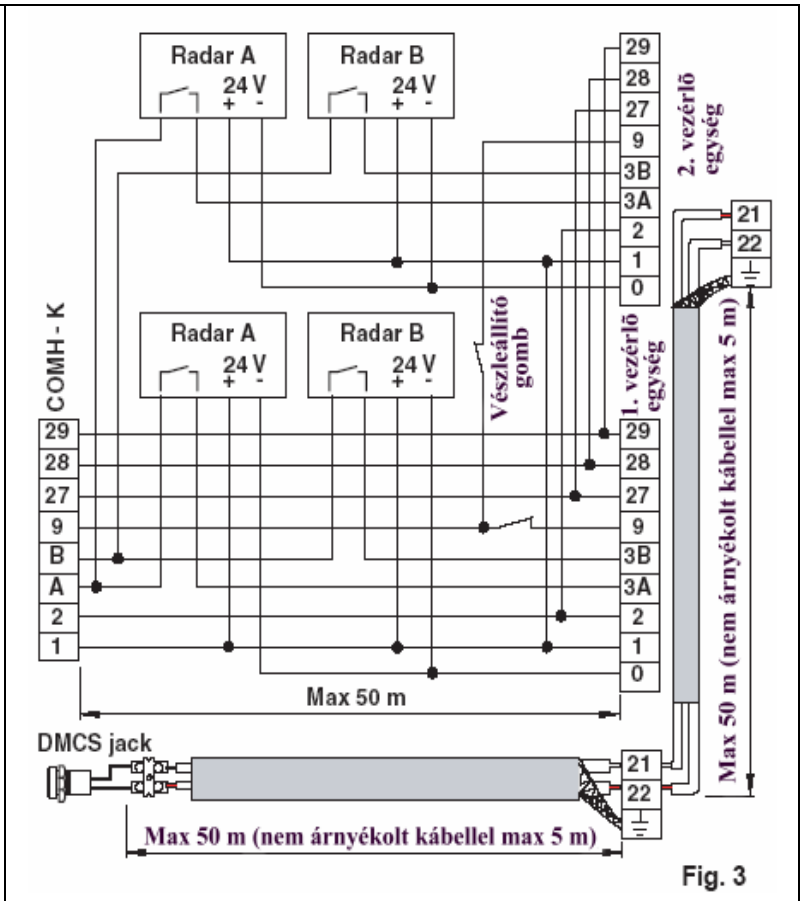 Radar A
24 V
+ -
Radar B
24 V
+ -
29
28
27
9
3B
3A
2
1
0
2. vezérlő
egység
21
22
Radar A
24 V
+ -
Radar B
24 V
+ -
Vészleállító
gomb
1. vezérlő
egység
COMH - K
29
28
27
9
B
A
2
1
29
28
27
9
3B
3A
2
1
0
Max 50 m (nem árnyékolt kábellel max 5 m)
Max 50 m
DMCS jack
21
22
Max 50 m (nem árnyékolt kábellel max 5 m)
Fig. 3